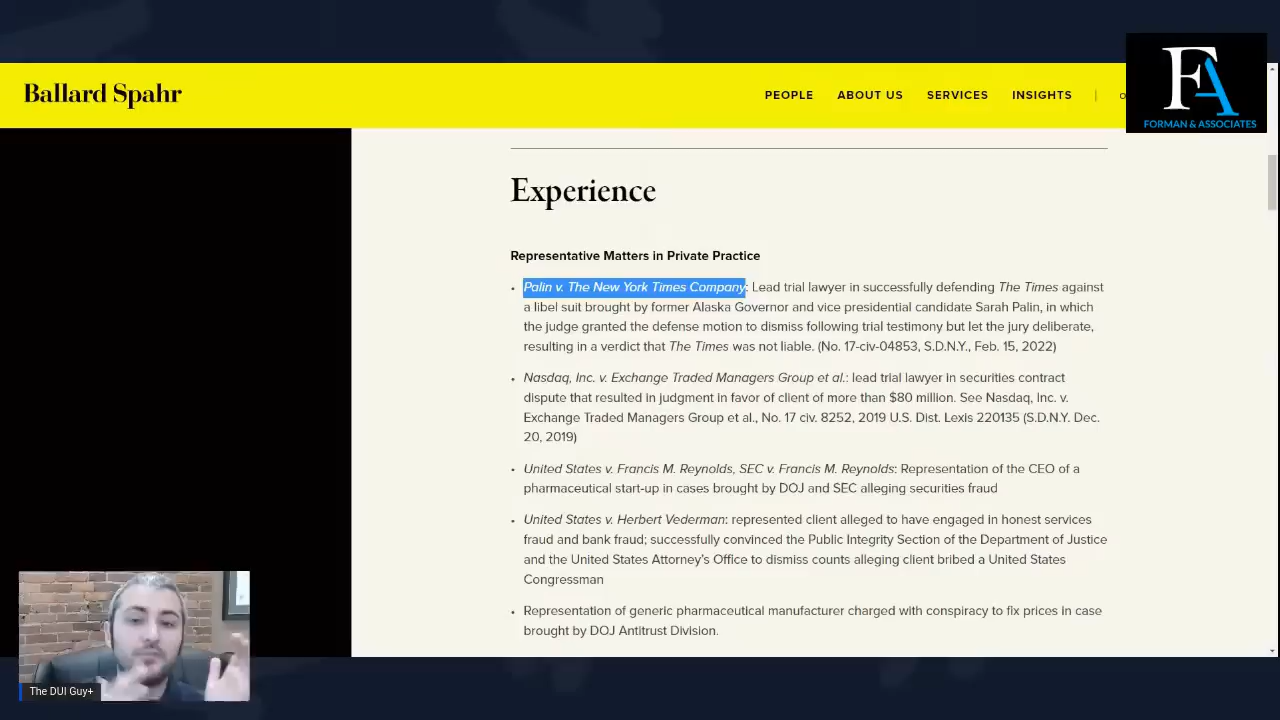 Ballard Spahr
PEOPLE ABOUT US SERVICES INSIGHTS |
FA
FORMAN & ASSOCIATES
Experience
Representative Matters in Private Practice
• Palin v. The New York Times Company: Lead trial lawyer in successfully defending The Times against
a libel suit brought by former Alaska Governor and vice presidential candidate Sarah Palin, in which
the judge granted the defense motion to dismiss following trial testimony but let the jury deliberate,
resulting in a verdict that The Times was not liable. (No. 17-civ-04853, S.D.N.Y., Feb. 15, 2022)
• Nasdaq, Inc. v. Exchange Traded Managers Group et al.: lead trial lawyer in securities contract
dispute that resulted in judgment in favor of client of more than $80 million. See Nasdaq, Inc. v.
Exchange Traded Managers Group et al., No. 17 civ. 8252, 2019 U.S. Dist. Lexis 220135 (S.D.N.Y. Dec.
20, 2019)
• United States v. Francis M. Reynolds, SEC v. Francis M. Reynolds: Representation of the CEO of a
pharmaceutical start-up in cases brought by DOJ and SEC alleging securities fraud
• United States v. Herbert Vederman: represented client alleged to have engaged in honest services
fraud and bank fraud; successfully convinced the Public Integrity Section of the Department of Justice
and the United States Attorney's Office to dismiss counts alleging client bribed a United States
Congressman
• Representation of generic pharmaceutical manufacturer charged with conspiracy to fix prices in case
brought by DOJ Antitrust Division.
The DUI Guy+